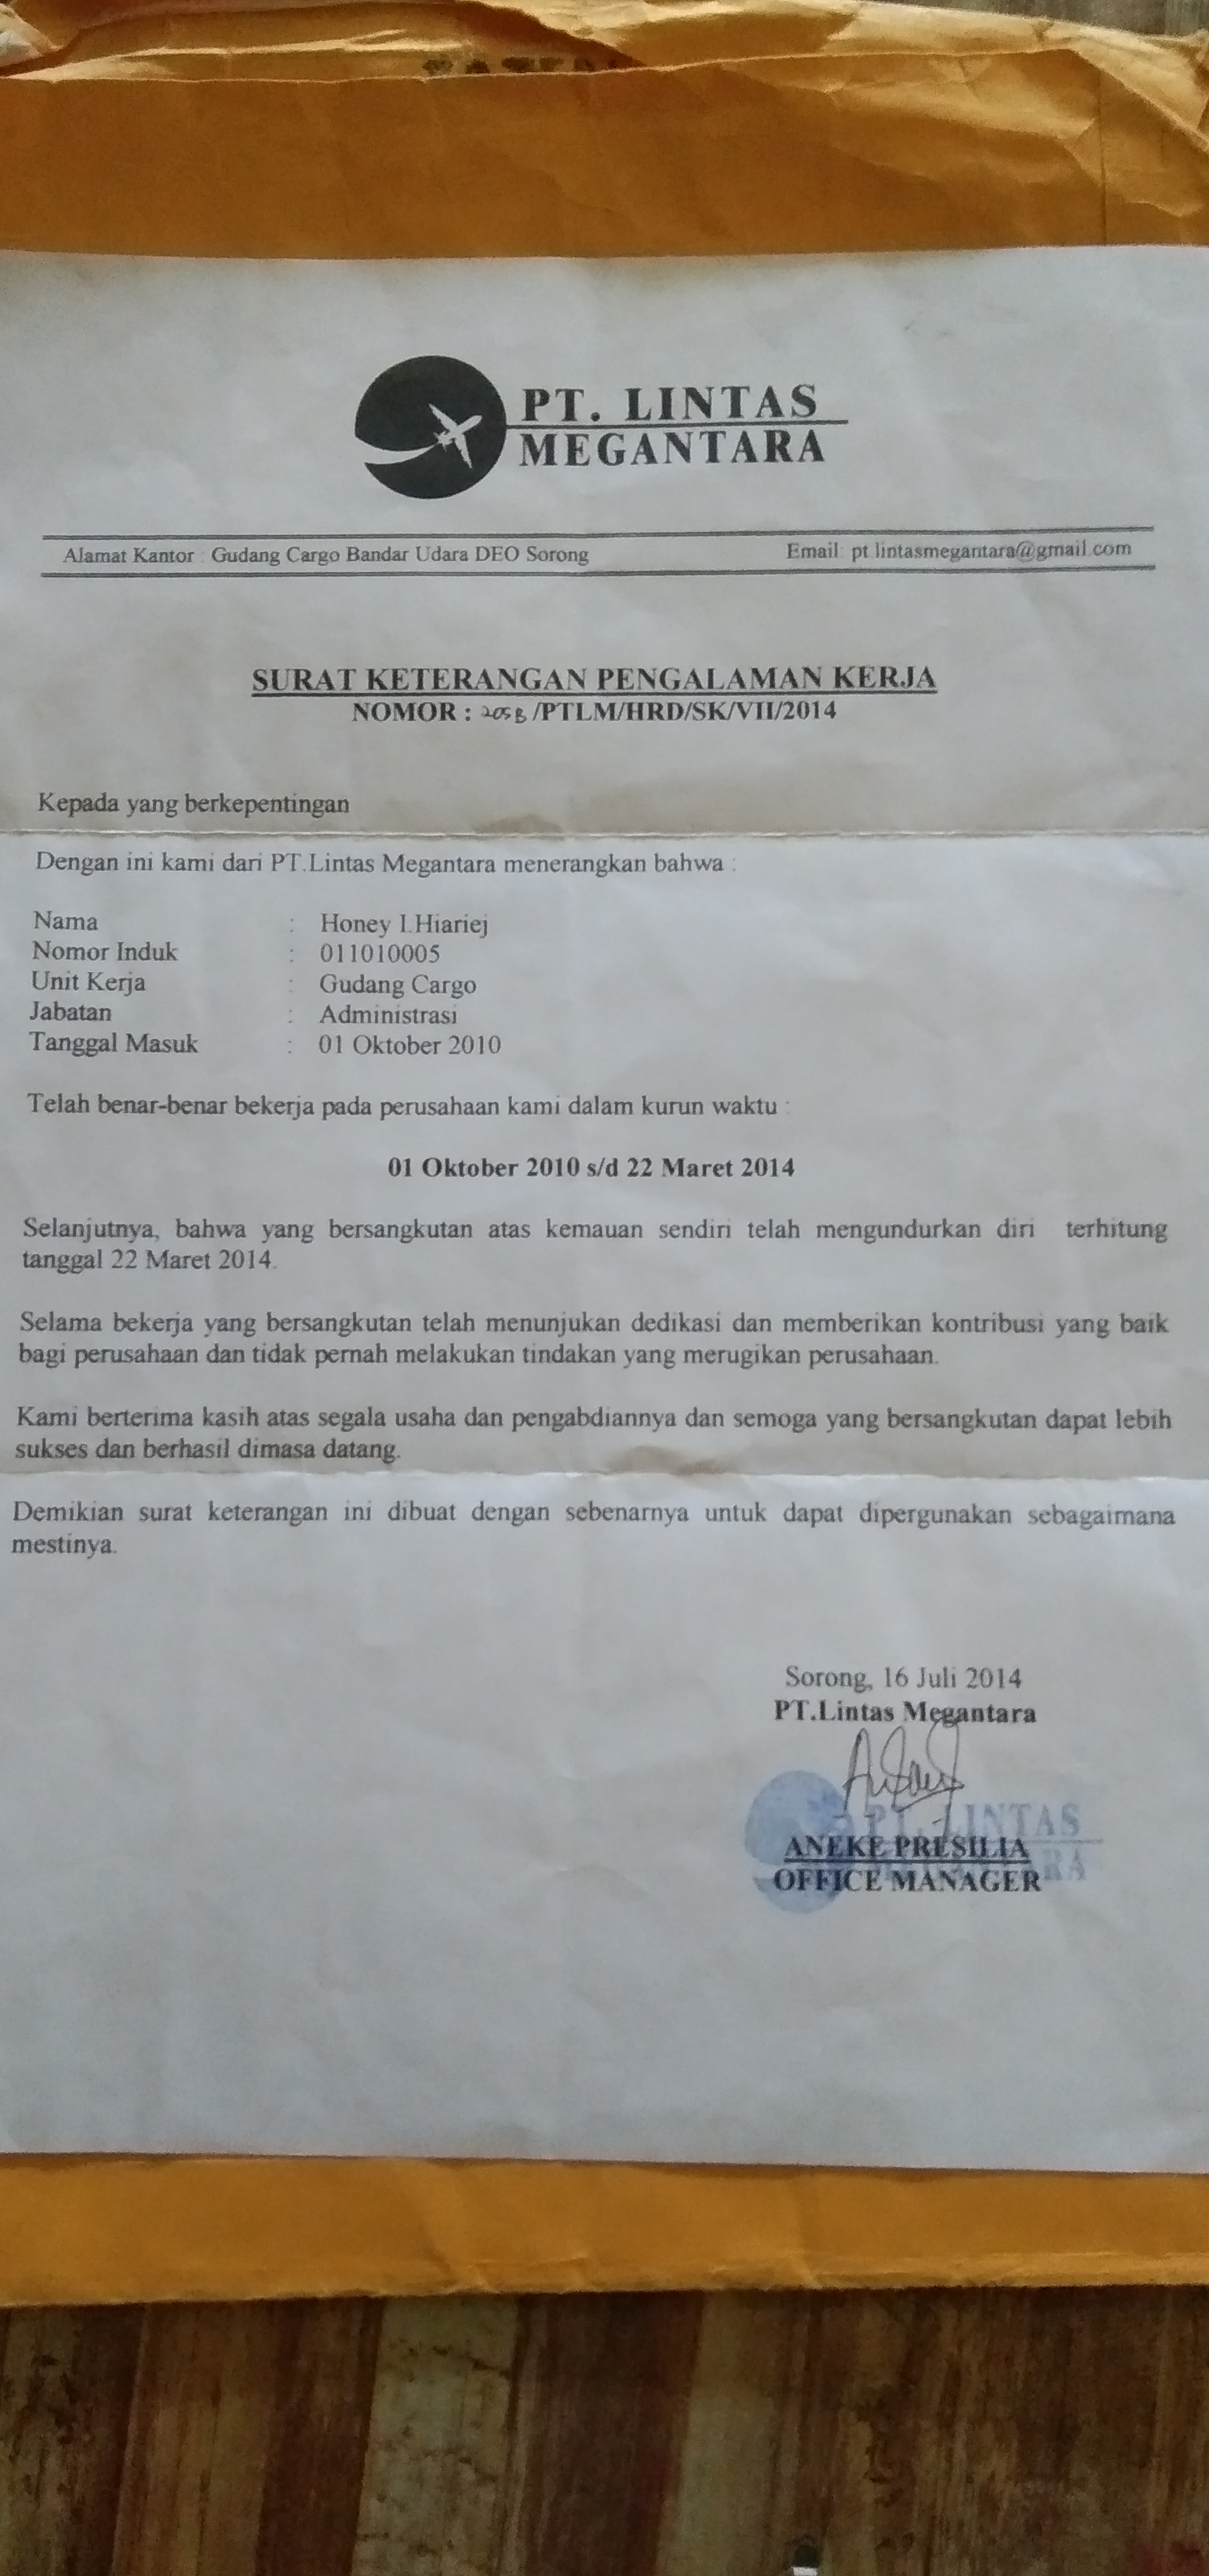 PT. LINTAS
MEGANTARA
Alamat Kantor : Gudang Cargo Bandar Udara DEO Sorong Email: pt.lintasmegantara@gmail.com
SURAT KETERANGAN PENGALAMAN KERJA
NOMOR : 205B/PTLM/HRD/SK/VII/2014
Kepada yang berkepentingan
Dengan ini kami dari PT.Lintas Megantara menerangkan bahwa :
Nama : Honey I.Hiariej
Nomor Induk : 011010005
Unit Kerja : Gudang Cargo
Jabatan : Administrasi
Tanggal Masuk : 01 Oktober 2010
Telah benar-benar bekerja pada perusahaan kami dalam kurun waktu :
01 Oktober 2010 s/d 22 Maret 2014
Selanjutnya, bahwa yang bersangkutan atas kemauan sendiri telah mengundurkan diri terhitung
tanggal 22 Maret 2014.
Selama bekerja yang bersangkutan telah menunjukan dedikasi dan memberikan kontribusi yang baik
bagi perusahaan dan tidak pernah melakukan tindakan yang merugikan perusahaan.
Kami berterima kasih atas segala usaha dan pengabdiannya dan semoga yang bersangkutan dapat lebih
sukses dan berhasil dimasa datang.
Demikian surat keterangan ini dibuat dengan sebenarnya untuk dapat dipergunakan sebagaimana
mestinya.
Sorong, 16 Juli 2014
PT.Lintas Megantara
PT. LINTAS
ANEKE PRESILIA
OFFICE MANAGER